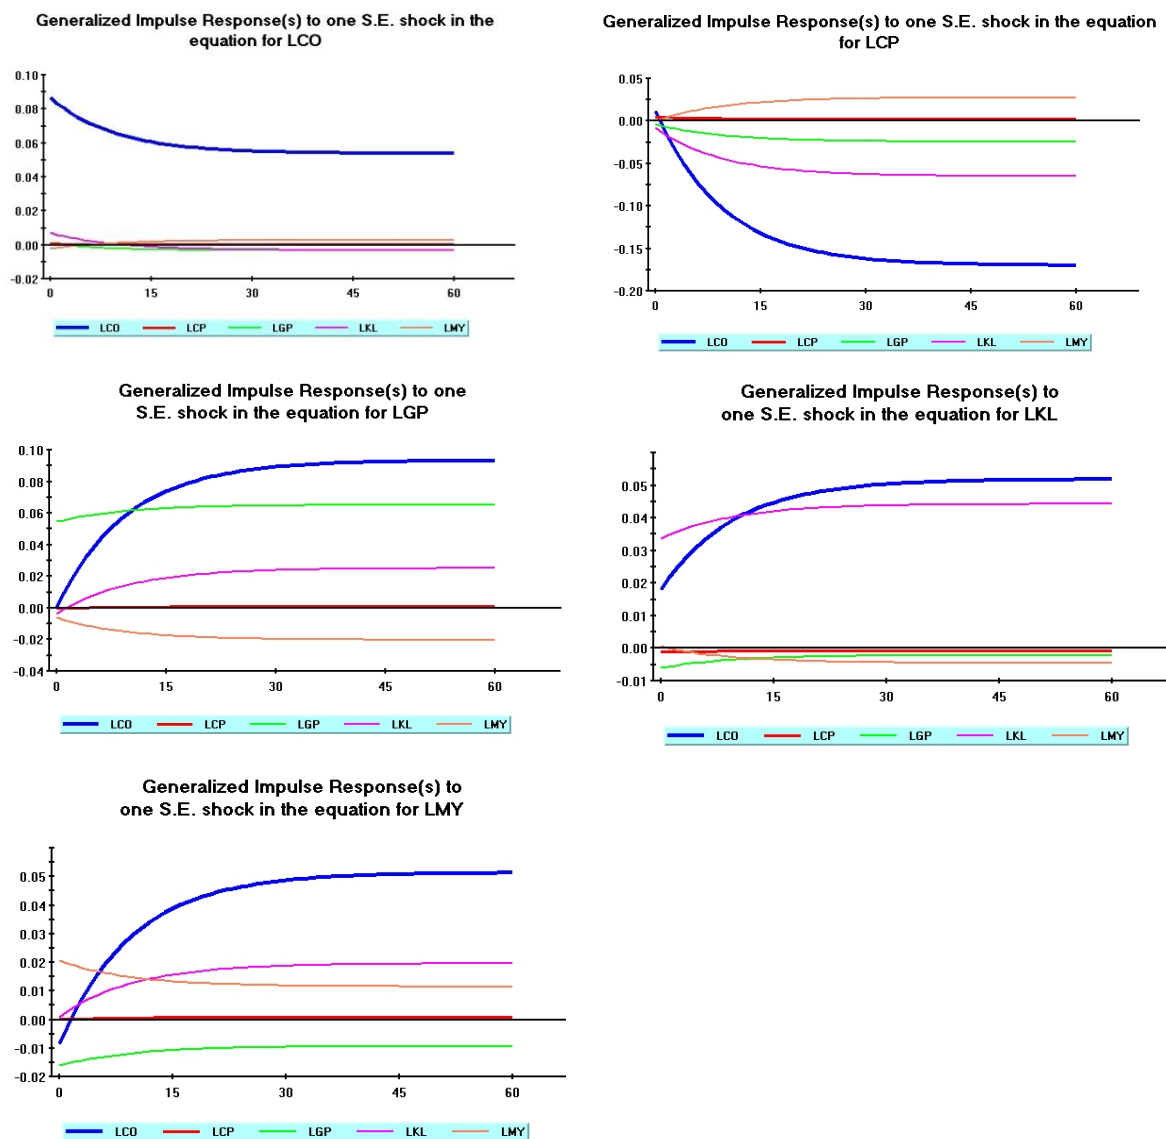 Generalized Impulse Response(s) to one S.E. shock in the
equation for LCO
0.10
0.08
0.06
0.04
0.02
0.00
-0.02
0 15 30 45 60
LCO LCP LGP LKL LMY
Generalized Impulse Response(s) to one S.E. shock in the equation
for LCP
0.05
0.00
-0.05
-0.10
-0.15
-0.20
0 15 30 45 60
LCO LCP LGP LKL LMY
Generalized Impulse Response(s) to one
S.E. shock in the equation for LGP
0.10
0.08
0.06
0.04
0.02
0.00
-0.02
-0.04
0 15 30 45 60
LCO LCP LGP LKL LMY
Generalized Impulse Response(s) to
one S.E. shock in the equation for LKL
0.05
0.04
0.03
0.02
0.01
0.00
-0.01
0 15 30 45 60
LCO LCP LGP LKL LMY
Generalized Impulse Response(s) to
one S.E. shock in the equation for LMY
0.05
0.04
0.03
0.02
0.01
0.00
-0.01
-0.02
0 15 30 45 60
LCO LCP LGP LKL LMY